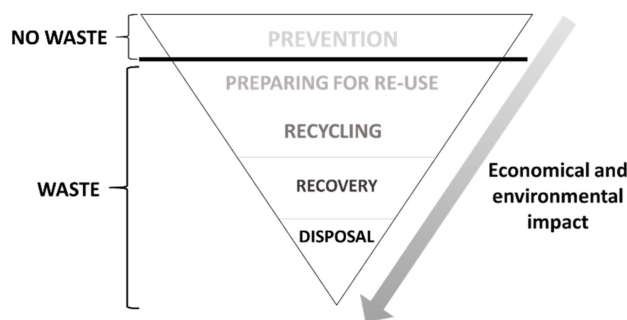 NO WASTE
PREVENTION
PREPARING FOR RE-USE
RECYCLING
WASTE
RECOVERY
DISPOSAL
Economical and
environmental
impact